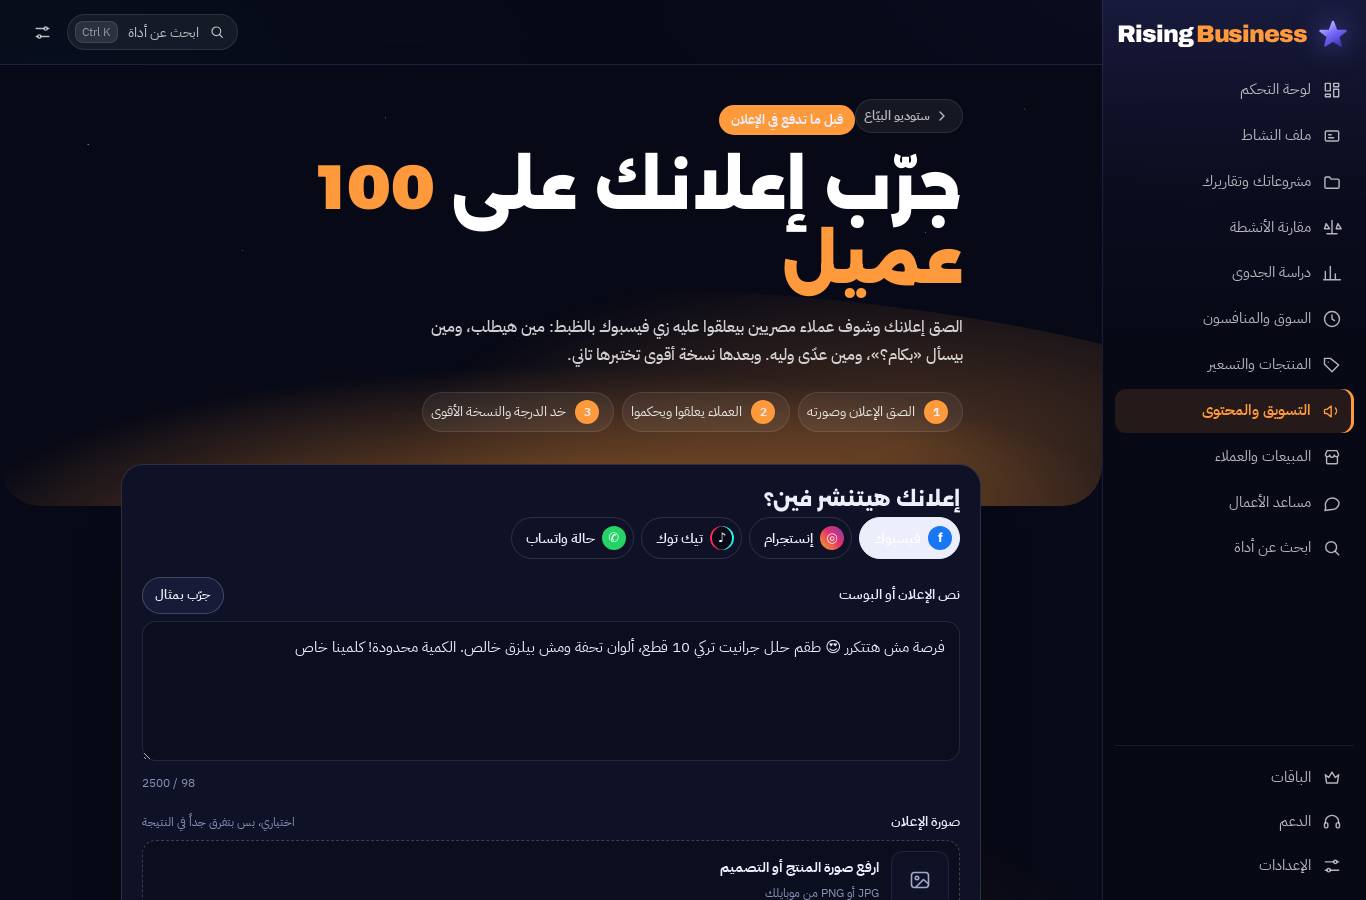 Rising Business
لوحة التحكم
ملف النشاط
مشروعاتك وتقاريرك
مقارنة الأنشطة
دراسة الجدوى
السوق والمنافسون
المنتجات والتسعير
التسويق والمحتوى
المبيعات والعملاء
مساعد الأعمال
ابحث عن أداة
الباقات
الدعم
الإعدادات
ابحث عن أداة Ctrl K
ستوديو البيّاع
قبل ما تدفع في الإعلان
جرّب إعلانك على 100
عميل
الصق إعلانك وشوف عملاء مصريين بيعلقوا عليه زي فيسبوك بالظبط: مين هيطلب، ومين
بيسأل «بكام؟»، ومين عدّى وليه. وبعدها نسخة أقوى تختبرها تاني.
1 الصق الإعلان وصورته
2 العملاء يعلقوا ويحكموا
3 خد الدرجة والنسخة الأقوى
إعلانك هيتنشر فين؟
فيسبوك
إنستجرام
تيك توك
حالة واتساب
نص الإعلان أو البوست
جرّب بمثال
فرصة مش هتتكرر 😍 طقم حلل جرانيت تركي 10 قطع، ألوان تحفة ومش بيلزق خالص. الكمية محدودة! كلمينا خاص
98 / 2500
صورة الإعلان
اختياري، بس بتفرق جداً في النتيجة
ارفع صورة المنتج أو التصميم
JPG أو PNG من موبايلك